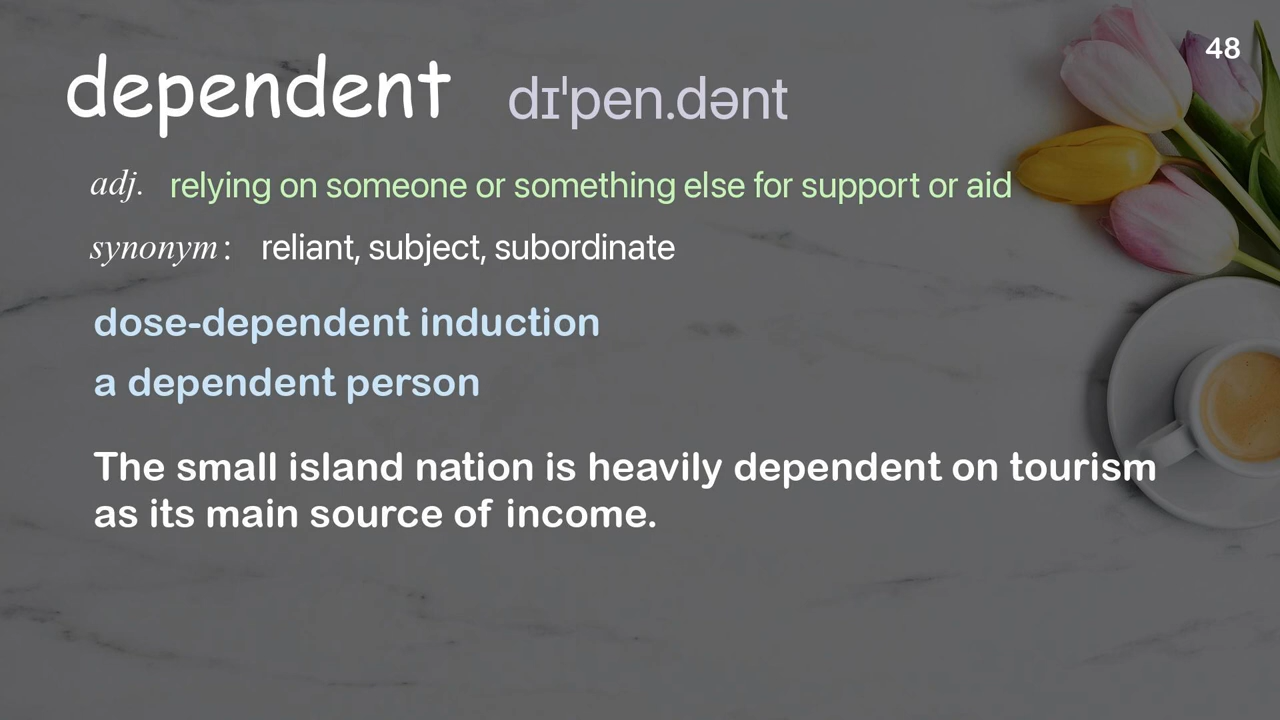 48
dependent dɪˈpen.dənt
adj. relying on someone or something else for support or aid
synonym: reliant, subject, subordinate
dose-dependent induction
a dependent person
The small island nation is heavily dependent on tourism
as its main source of income.